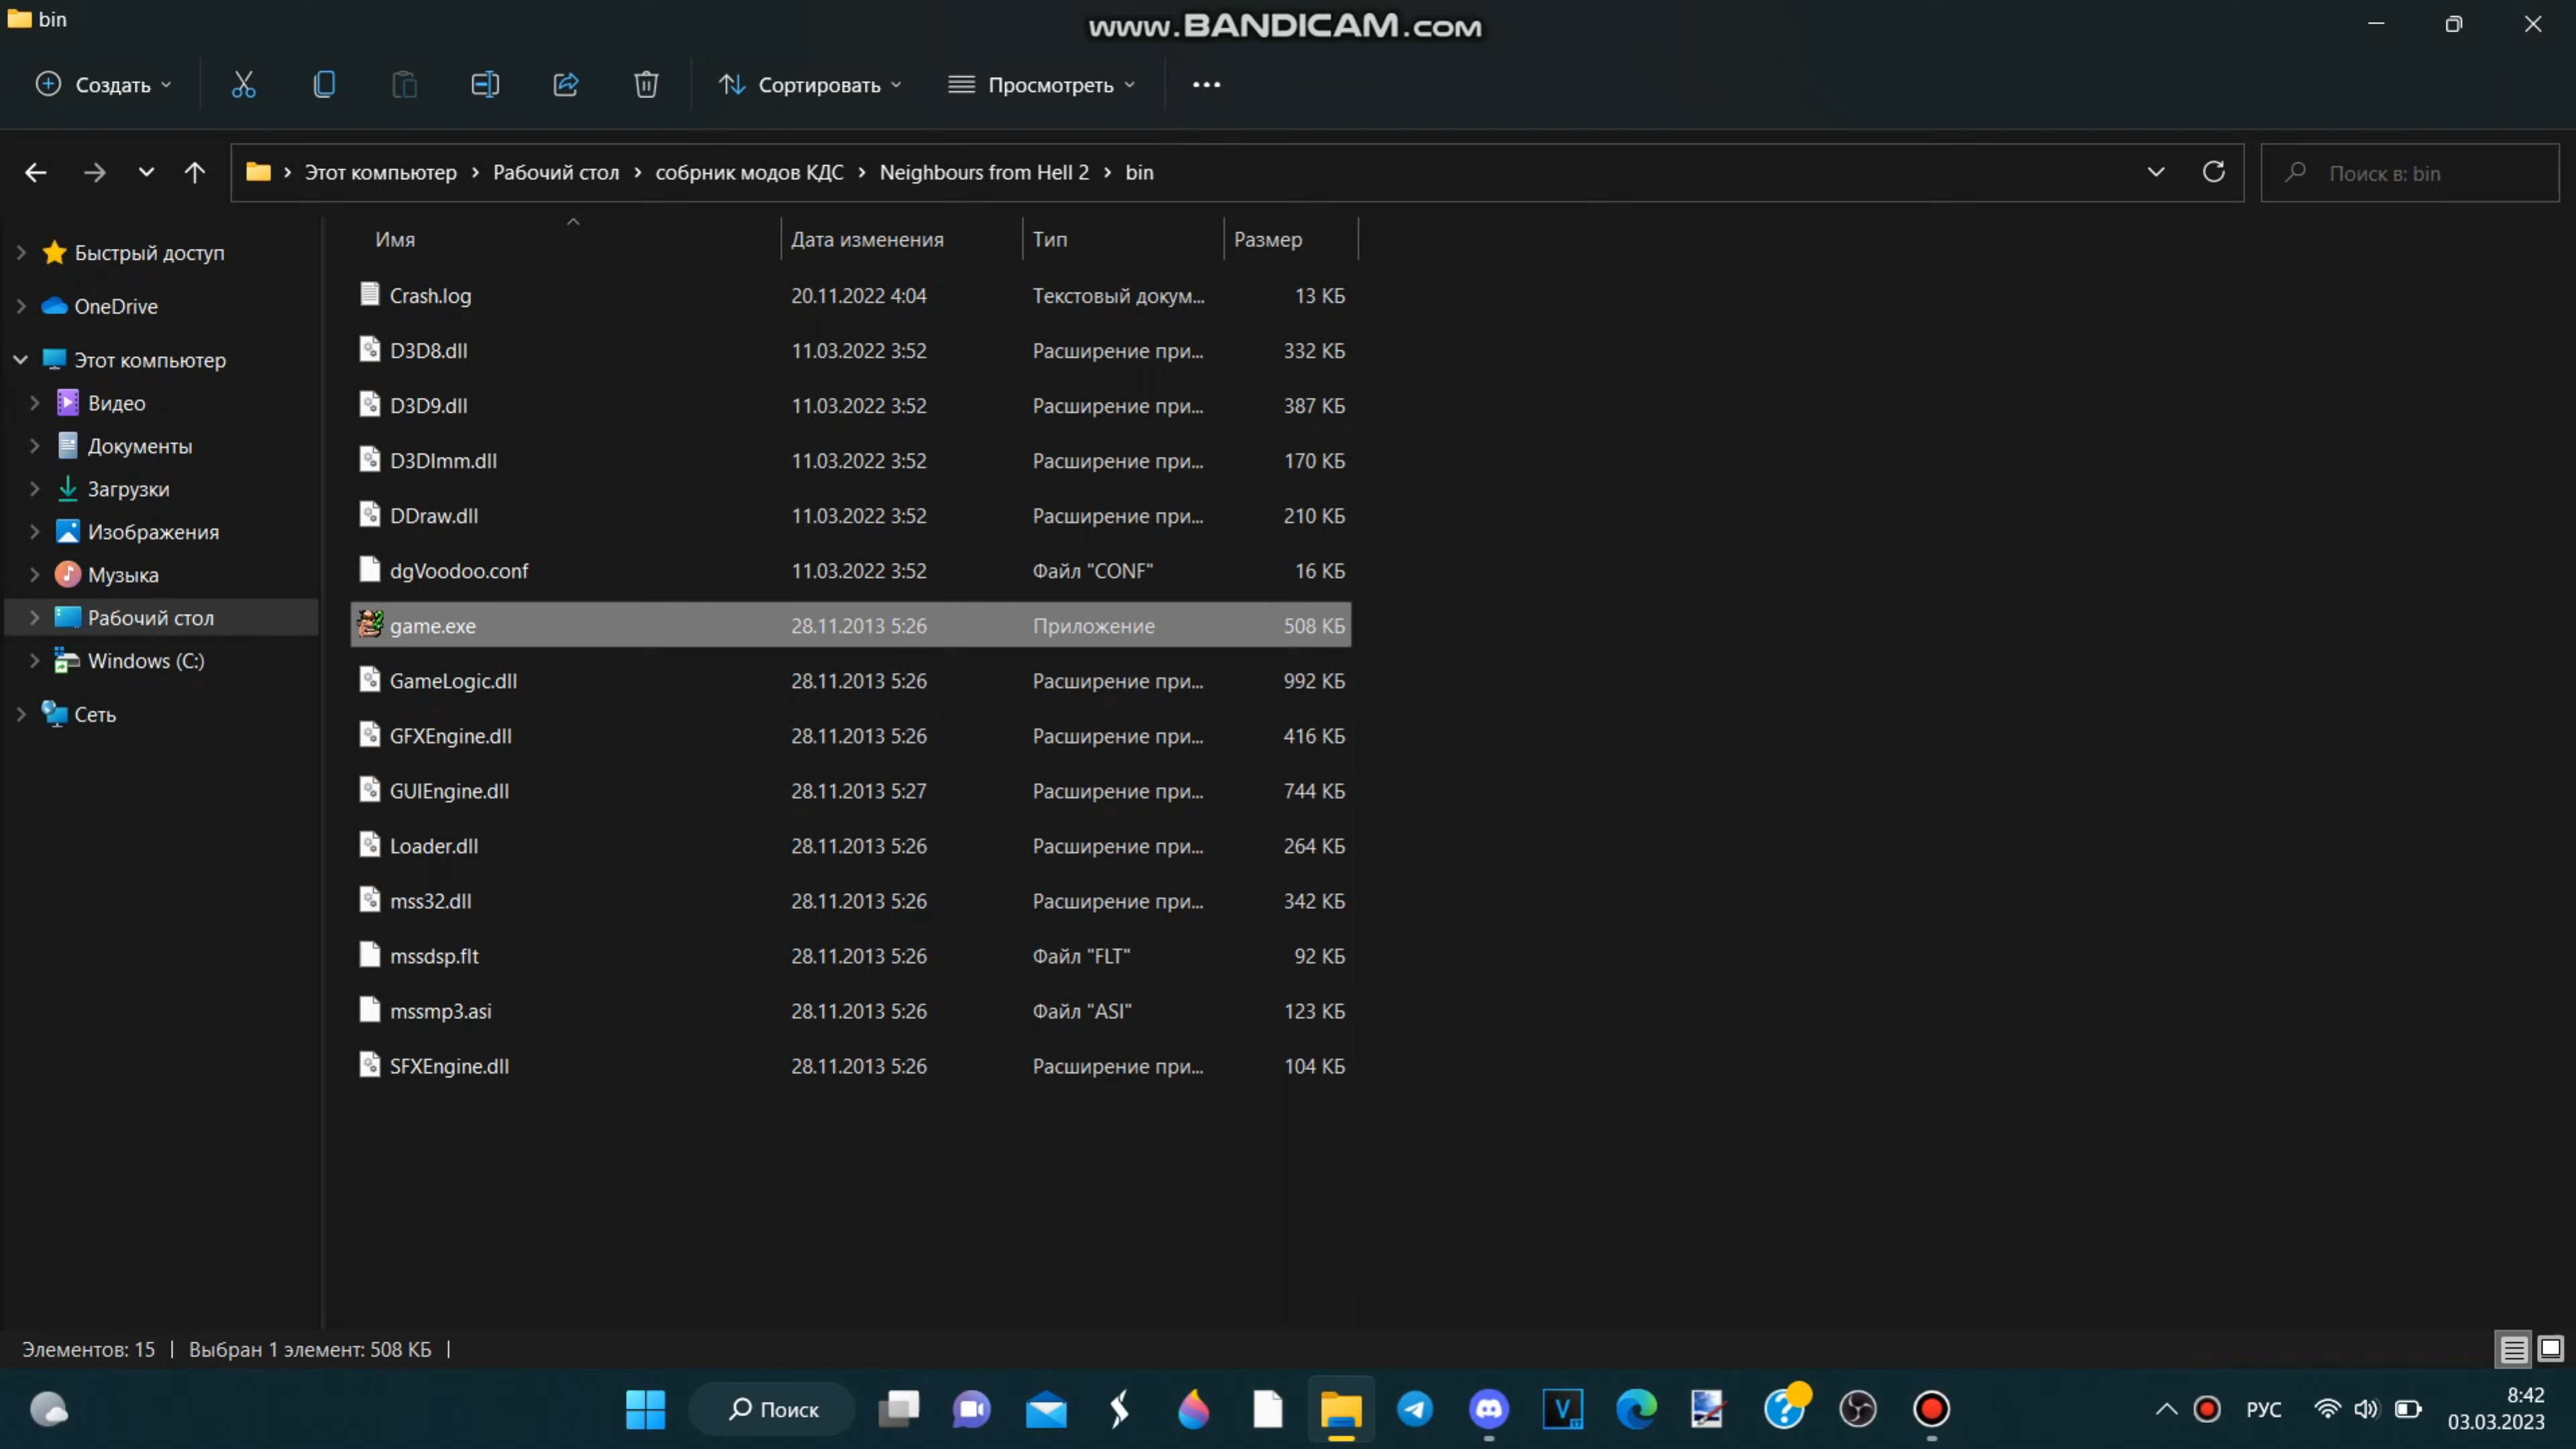 bin
www.BANDICAM.com
Создать
Сортировать
Просмотреть
Этот компьютер > Рабочий стол > собрник модов КДС > Neighbours from Hell 2 > bin
Поиск в: bin
Быстрый доступ
OneDrive
Этот компьютер
Видео
Документы
Загрузки
Изображения
Музыка
Рабочий стол
Windows (C:)
Сеть
Имя Дата изменения Тип Размер
Crash.log 20.11.2022 4:04 Текстовый докум... 13 КБ
D3D8.dll 11.03.2022 3:52 Расширение при... 332 КБ
D3D9.dll 11.03.2022 3:52 Расширение при... 387 КБ
D3DImm.dll 11.03.2022 3:52 Расширение при... 170 КБ
DDraw.dll 11.03.2022 3:52 Расширение при... 210 КБ
dgVoodoo.conf 11.03.2022 3:52 Файл "CONF" 16 КБ
game.exe 28.11.2013 5:26 Приложение 508 КБ
GameLogic.dll 28.11.2013 5:26 Расширение при... 992 КБ
GFXEngine.dll 28.11.2013 5:26 Расширение при... 416 КБ
GUIEngine.dll 28.11.2013 5:27 Расширение при... 744 КБ
Loader.dll 28.11.2013 5:26 Расширение при... 264 КБ
mss32.dll 28.11.2013 5:26 Расширение при... 342 КБ
mssdsp.flt 28.11.2013 5:26 Файл "FLT" 92 КБ
mssmp3.asi 28.11.2013 5:26 Файл "ASI" 123 КБ
SFXEngine.dll 28.11.2013 5:26 Расширение при... 104 КБ
Элементов: 15 | Выбран 1 элемент: 508 КБ |
Поиск
V 17
РУС
8:42
03.03.2023